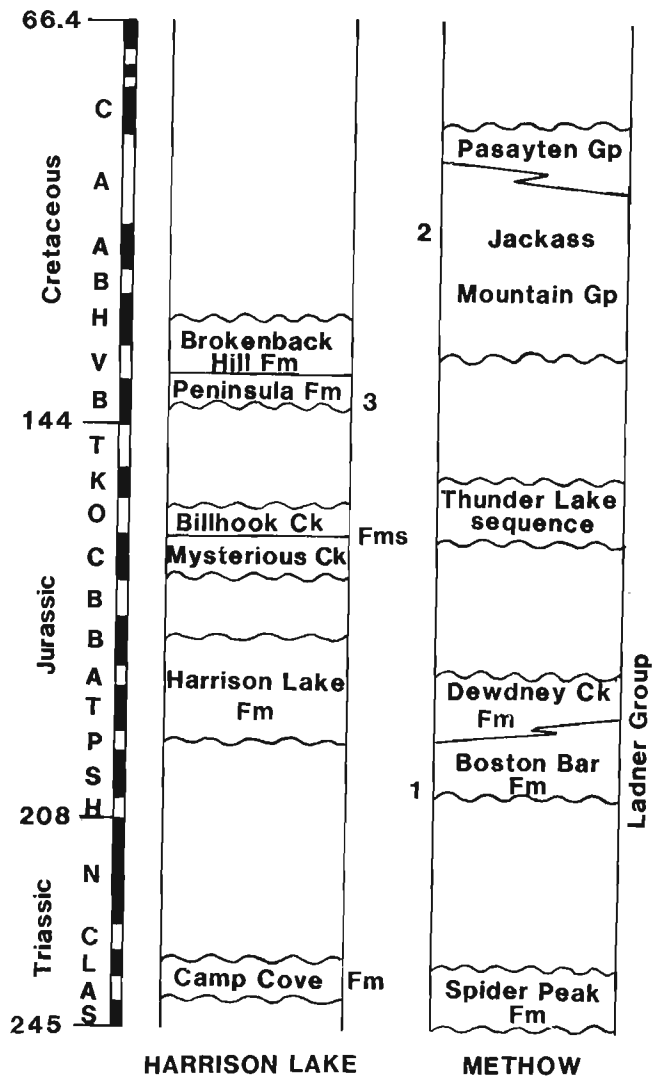 66.4
C
A
A
B
H
V
B
144
T
K
O
C
B
B
A
T
P
S
H
208
N
C
L
A
S
245
Cretaceous
Jurassic
Triassic
Brokenback
Hill Fm
Peninsula Fm
3
Billhook Ck
Fms
Mysterious Ck
Harrison Lake
Fm
Camp Cove Fm
HARRISON LAKE
Pasayten Gp
2
Jackass
Mountain Gp
Thunder Lake
sequence
Dewdney Ck
Fm
Boston Bar
Fm
1
Ladner Group
Spider Peak
Fm
METHOW